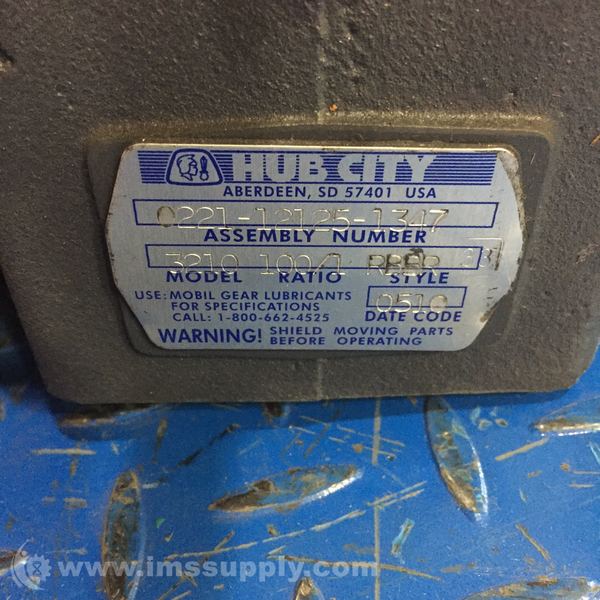 HUB CITY
ABERDEEN, SD 57401 USA
0221-12125-1347
ASSEMBLY NUMBER
3210 100/1
MODEL RATIO STYLE
USE: MOBIL GEAR LUBRICANTS
FOR SPECIFICATIONS
CALL: 1-800-662-4525
DATE CODE
WARNING! SHIELD MOVING PARTS
BEFORE OPERATING
www.imssupply.com